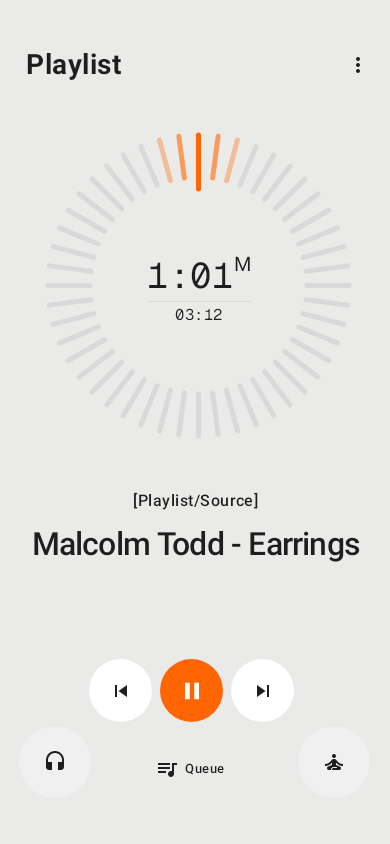 Playlist
1:01M
03:12
[Playlist/Source]
Malcolm Todd - Earrings
Queue